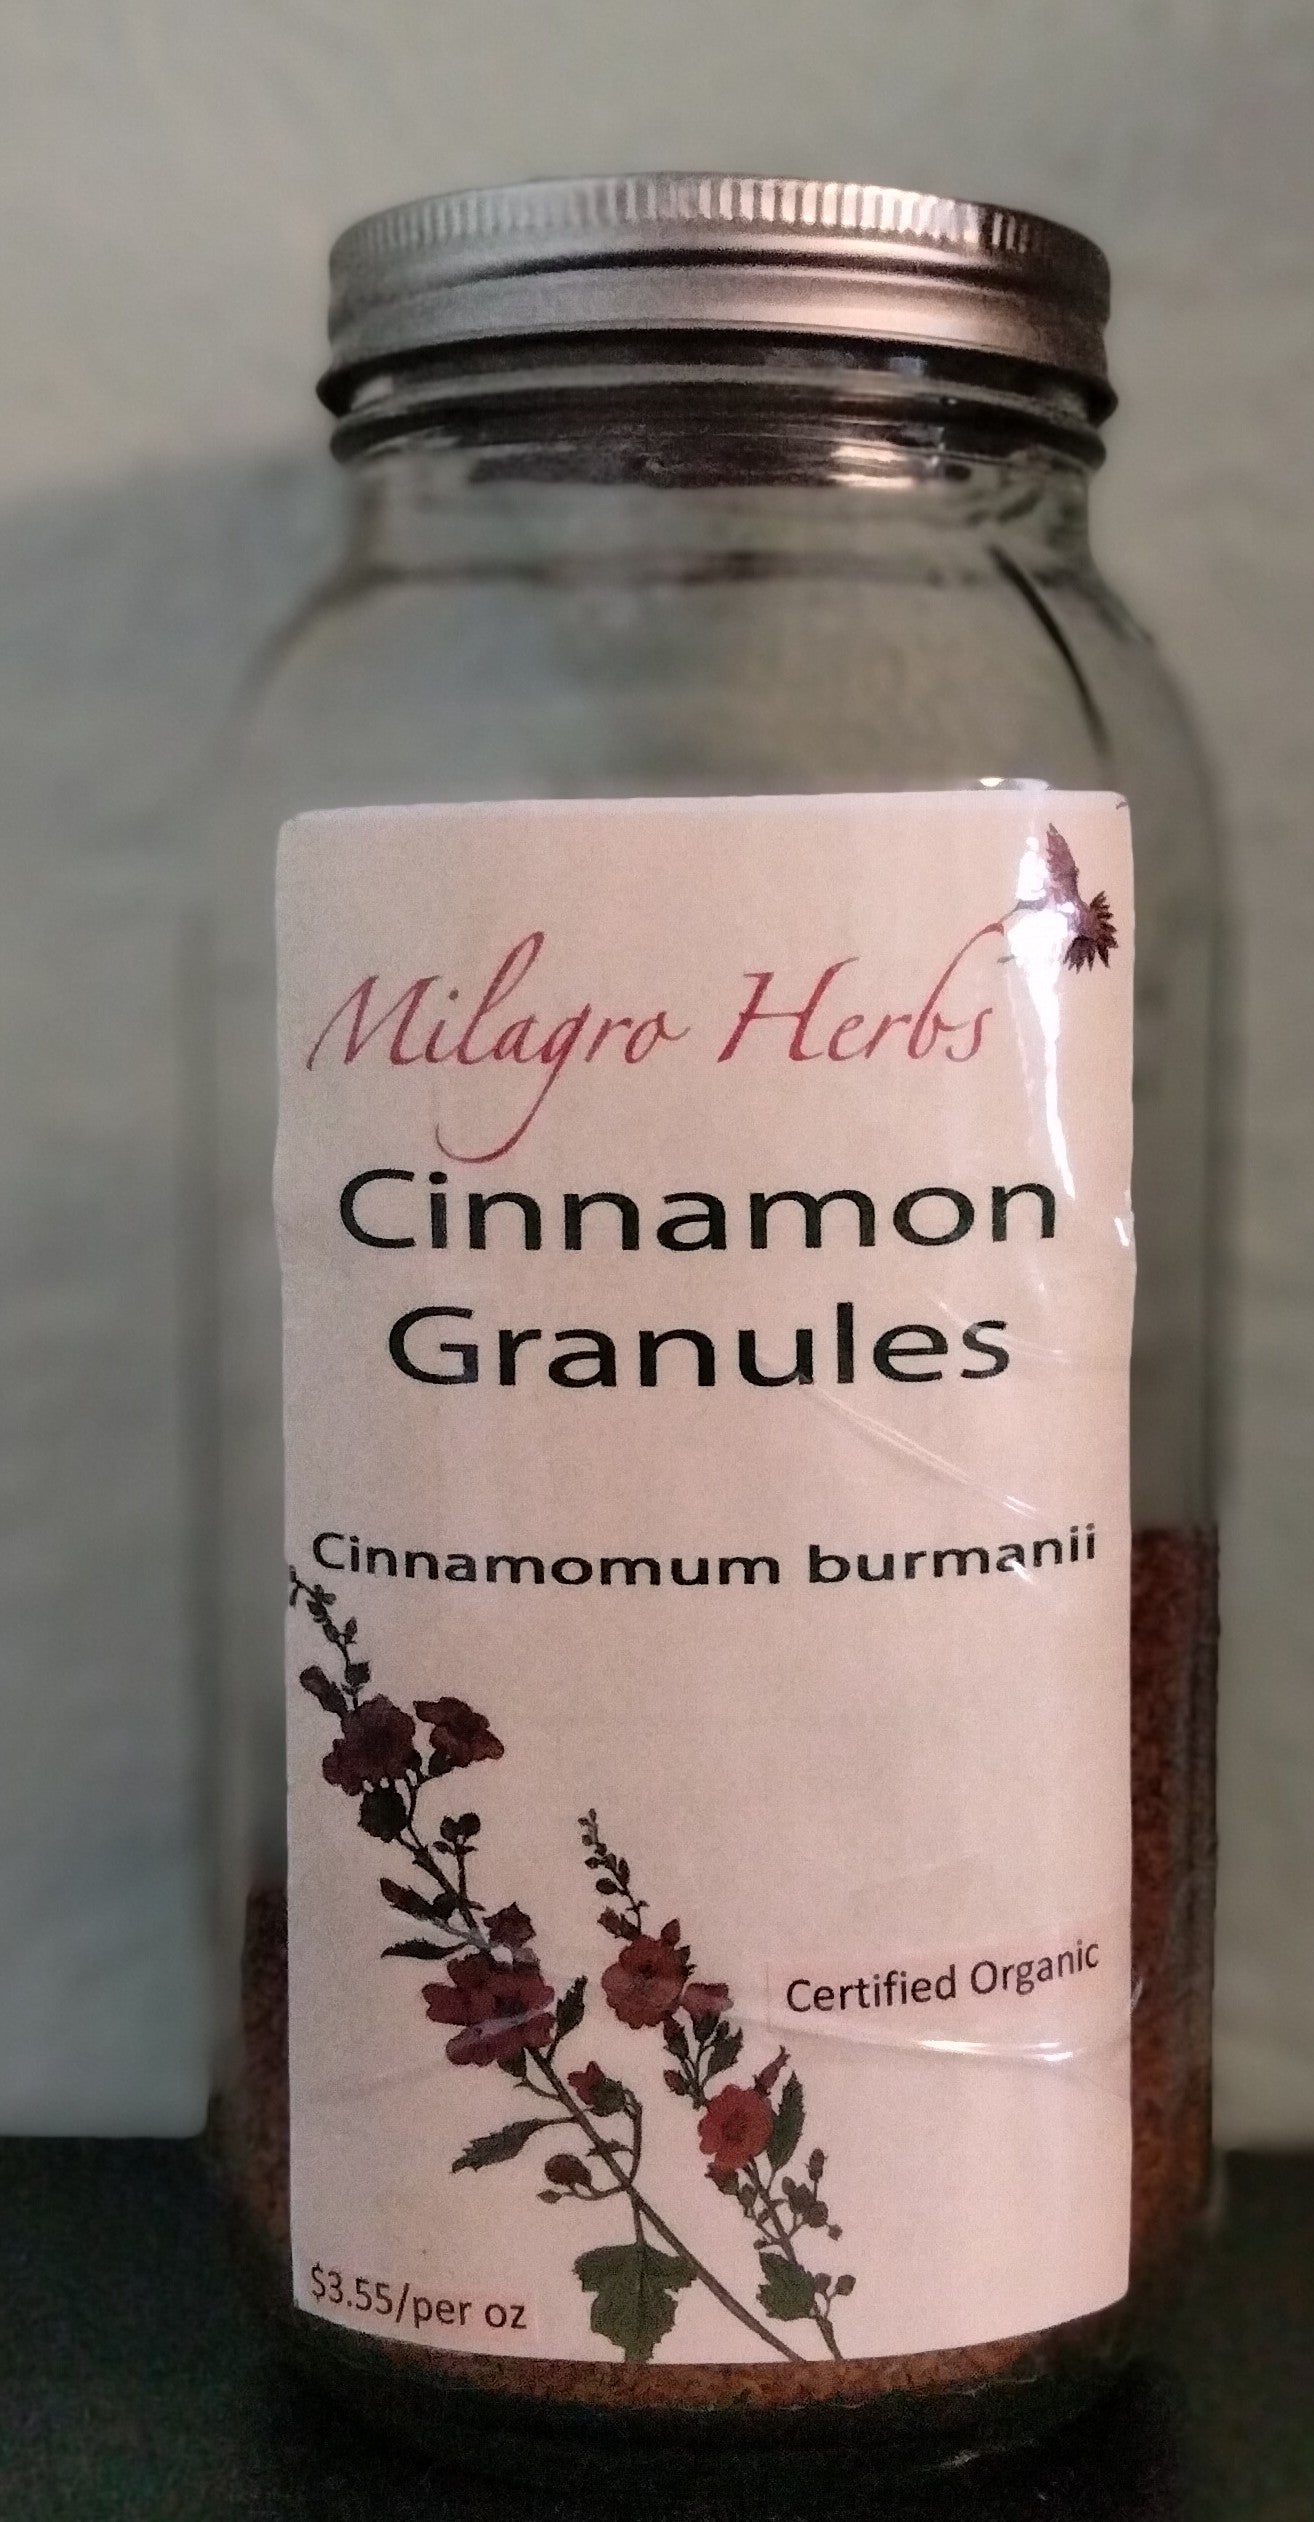 Milagro Herbs
Cinnamon
Granules
Cinnamomum burmanii
Certified Organic
$3.55/per oz